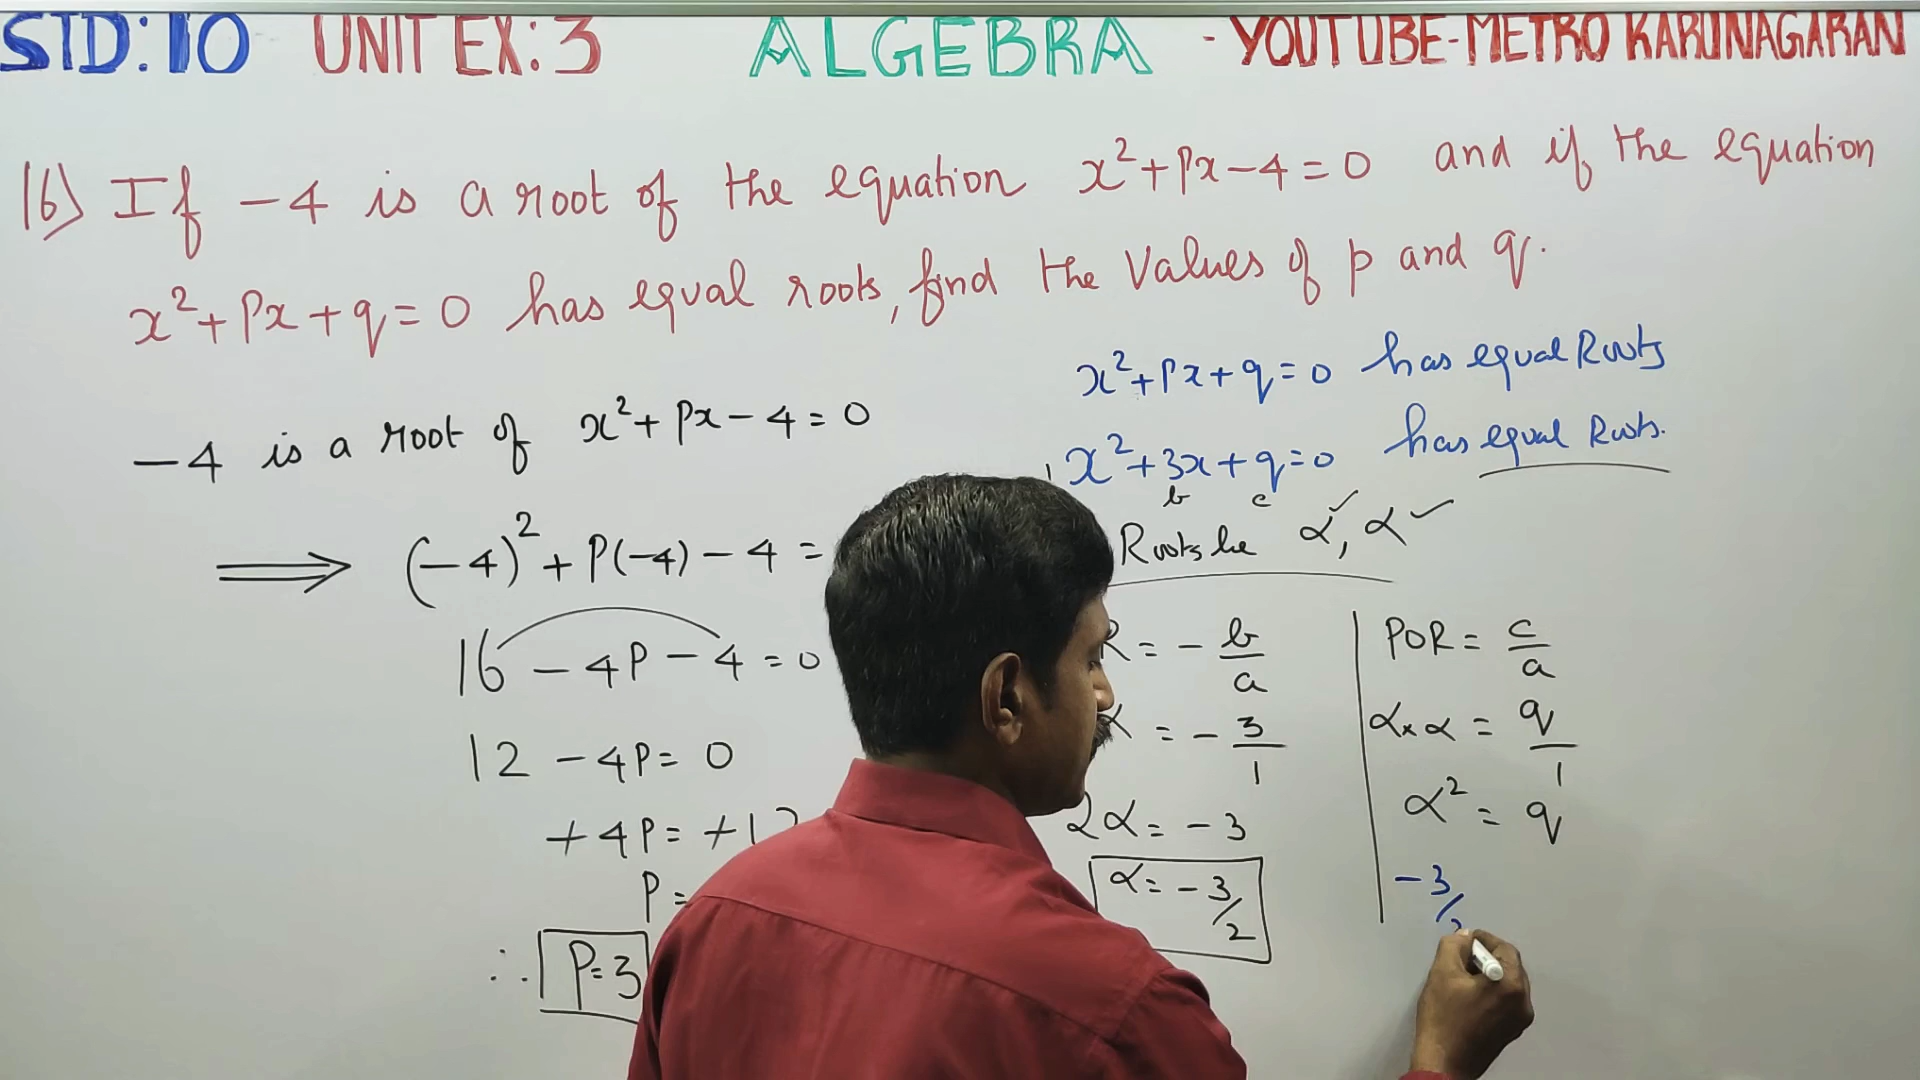 STD:10 UNIT EX:3 ALGEBRA - YOUTUBE-METRO KARUNAGARAN
16) If -4 is a root of the equation x²+px-4=0 and if the equation
x²+px+q=0 has equal roots, find the values of p and q.
-4 is a root of x²+px-4=0
⟹ (-4)²+P(-4)-4=
16-4P-4=0
12-4P=0
+4P=+12
P=
∴ P=3
x²+px+q=0 has equal Roots
x²+3x+q=0 has equal Roots.
b c
Roots be α, α
R = -b/a
α = -3/1
2α = -3
α = -3/2
POR = c/a
α×α = q/1
α² = q
-3/